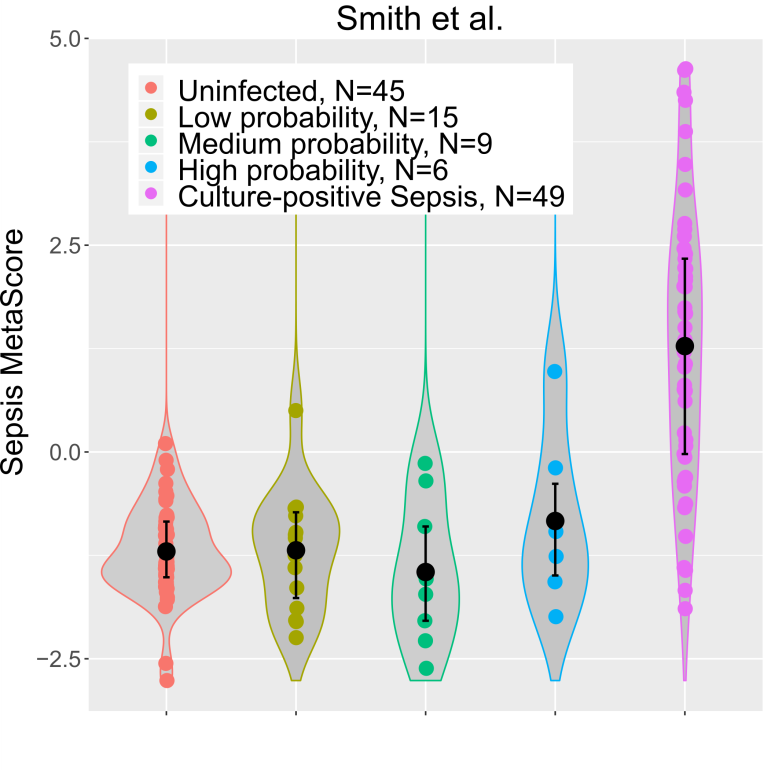 Smith et al.
5.0
Uninfected, N=45
Low probability, N=15
Medium probability, N=9
High probability, N=6
Culture-positive Sepsis, N=49
2.5
Sepsis MetaScore
0.0
−2.5